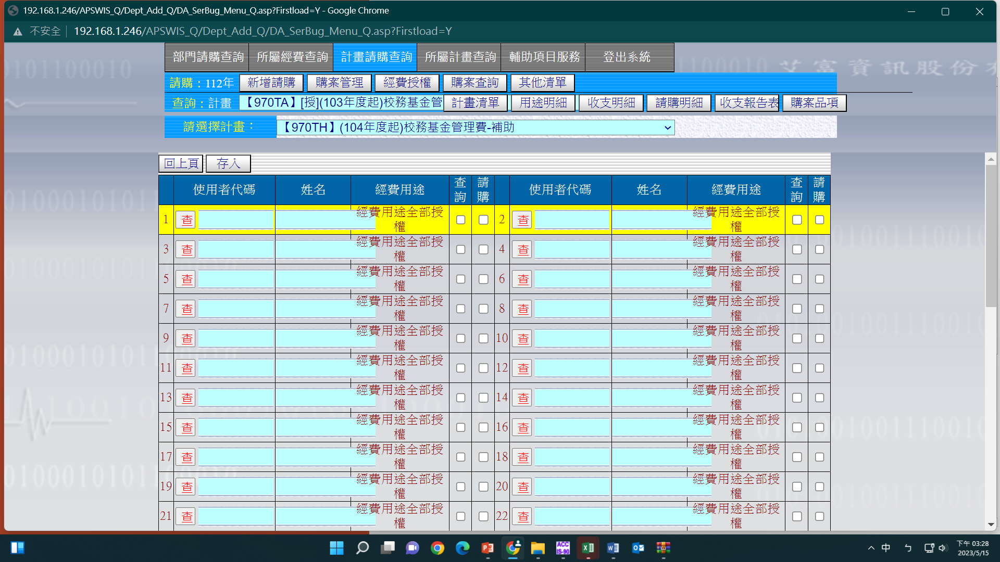 192.168.1.246/APSWIS_Q/Dept_Add_Q/DA_SerBug_Menu_Q.asp?Firstload=Y - Google Chrome
不安全 192.168.1.246/APSWIS_Q/Dept_Add_Q/DA_SerBug_Menu_Q.asp?Firstload=Y
部門請購查詢 所屬經費查詢 計畫請購查詢 所屬計畫查詢 輔助項目服務 登出系統
艾富資訊股份有
請購：112年 新增請購 購案管理 經費授權 購案查詢 其他清單
查詢：計畫 【970TA】[授](103年度起)校務基金管 計畫清單 用途明細 收支明細 請購明細 收支報告表 購案品項
請選擇計畫： 【970TH】(104年度起)校務基金管理費-補助
回上頁 存入
使用者代碼 姓名 經費用途 查詢 請購 使用者代碼 姓名 經費用途 查詢 請購
1 查 經費用途全部授權 2 查 經費用途全部授權
3 查 經費用途全部授權 4 查 經費用途全部授權
5 查 經費用途全部授權 6 查 經費用途全部授權
7 查 經費用途全部授權 8 查 經費用途全部授權
9 查 經費用途全部授權 10 查 經費用途全部授權
11 查 經費用途全部授權 12 查 經費用途全部授權
13 查 經費用途全部授權 14 查 經費用途全部授權
15 查 經費用途全部授權 16 查 經費用途全部授權
17 查 經費用途全部授權 18 查 經費用途全部授權
19 查 經費用途全部授權 20 查 經費用途全部授權
21 查 經費用途全部授權 22 查 經費用途全部授權
ACC
IS-90
中
下午 03:28
2023/5/15